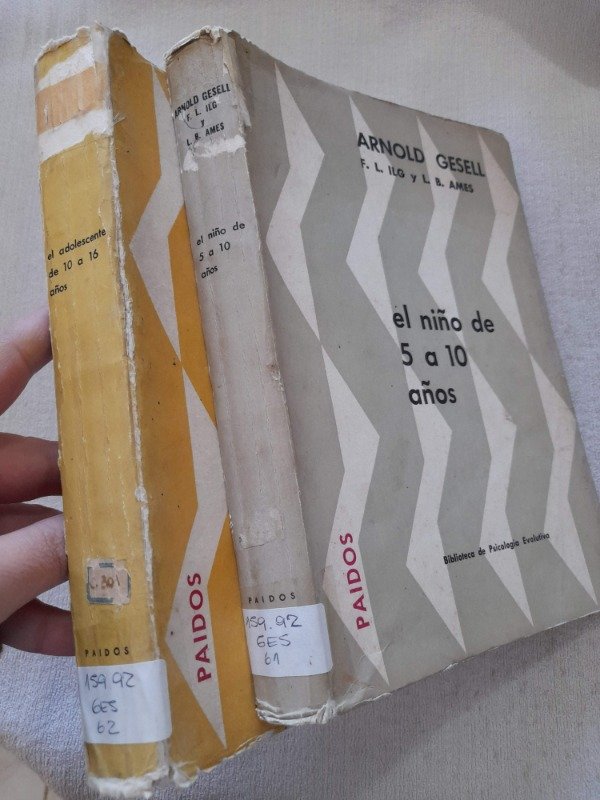 el adolescente
de 10 a 16
años
PAIDOS
159.92
GES
62
PAIDOS
ARNOLD GESELL
F. L. ILG
y
L. B. AMES
el niño de
5 a 10
años
PAIDOS
159.92
GES
61
ARNOLD GESELL
F. L. ILG y L. B. AMES
el niño de
5 a 10
años
Biblioteca de Psicología Evolutiva
PAIDOS